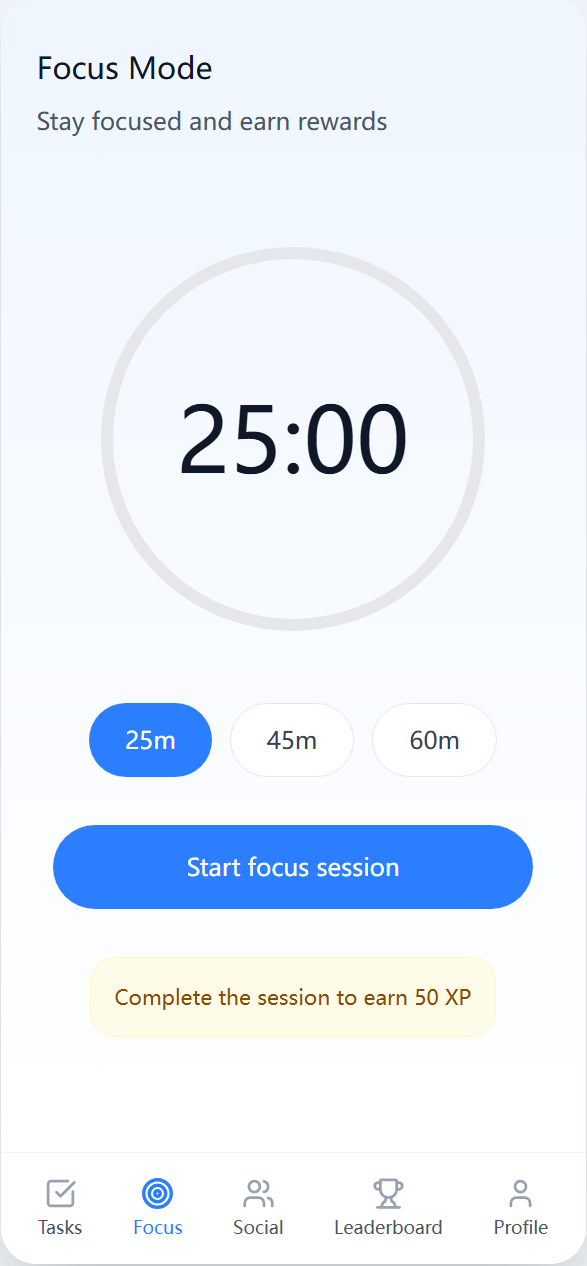 Focus Mode
Stay focused and earn rewards
25:00
25m 45m 60m
Start focus session
Complete the session to earn 50 XP
Tasks Focus Social Leaderboard Profile